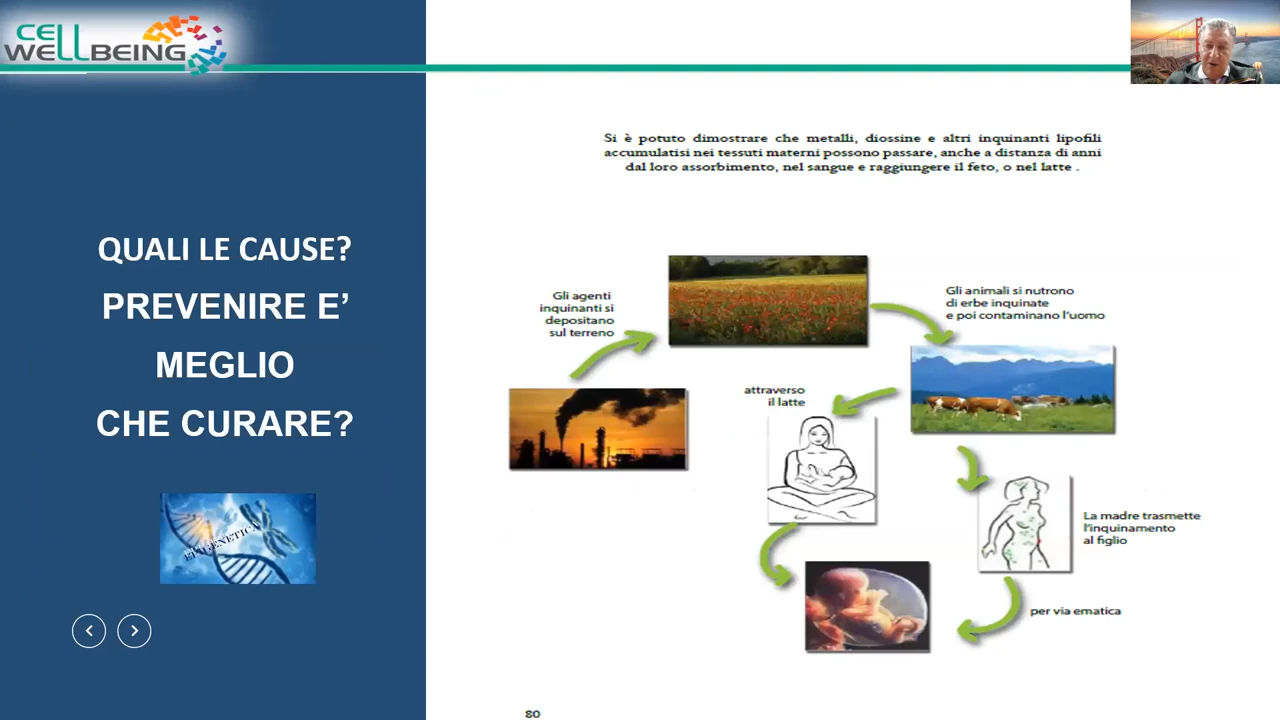 CELL
WELLBEING
QUALI LE CAUSE?
PREVENIRE E’
MEGLIO
CHE CURARE?
EPIGENETICA
Si è potuto dimostrare che metalli, diossine e altri inquinanti lipofili
accumulatisi nei tessuti materni possono passare, anche a distanza di anni
dal loro assorbimento, nel sangue e raggiungere il feto, o nel latte .
Gli agenti
inquinanti si
depositano
sul terreno
Gli animali si nutrono
di erbe inquinate
e poi contaminano l'uomo
attraverso
il latte
La madre trasmette
l'inquinamento
al figlio
per via ematica
80